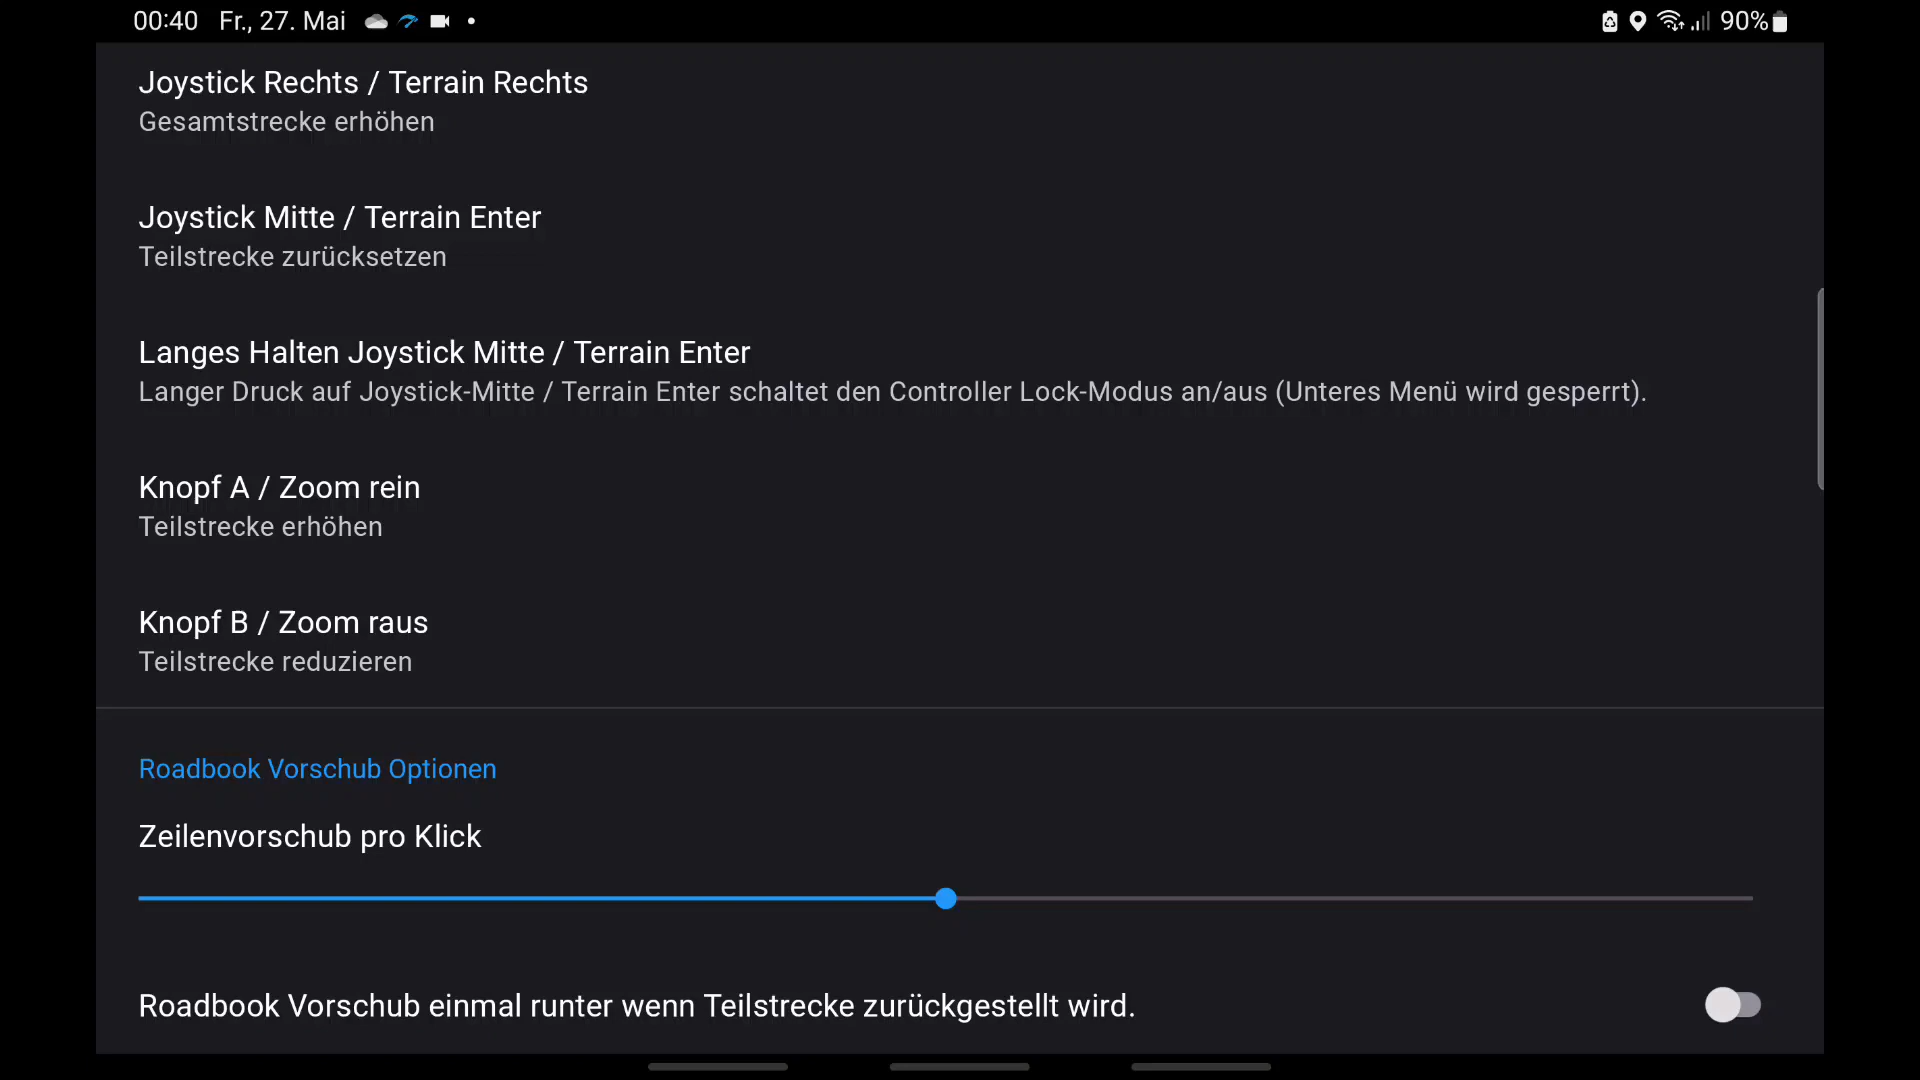 00:40 Fr., 27. Mai 90%
Joystick Rechts / Terrain Rechts
Gesamtstrecke erhöhen
Joystick Mitte / Terrain Enter
Teilstrecke zurücksetzen
Langes Halten Joystick Mitte / Terrain Enter
Langer Druck auf Joystick-Mitte / Terrain Enter schaltet den Controller Lock-Modus an/aus (Unteres Menü wird gesperrt).
Knopf A / Zoom rein
Teilstrecke erhöhen
Knopf B / Zoom raus
Teilstrecke reduzieren
Roadbook Vorschub Optionen
Zeilenvorschub pro Klick
Roadbook Vorschub einmal runter wenn Teilstrecke zurückgestellt wird.